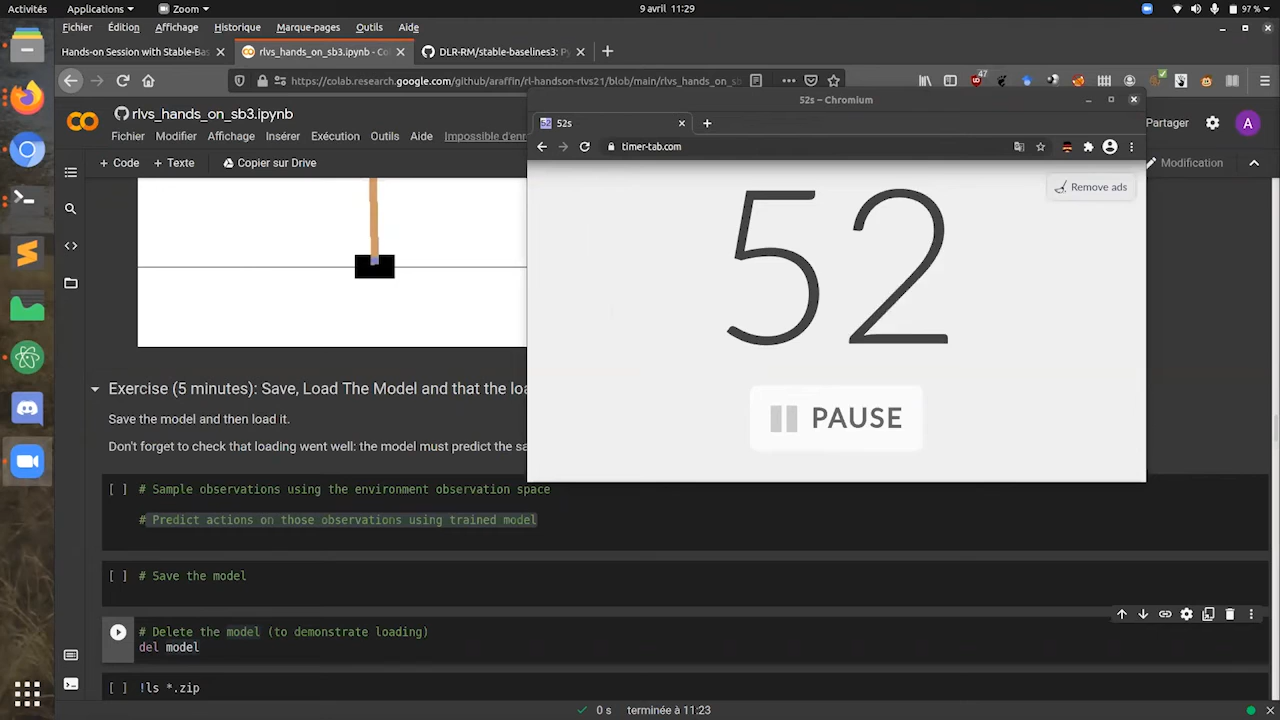 Activités
Applications
Zoom
9 avril 11:29
97 %
Fichier
Édition
Affichage
Historique
Marque-pages
Outils
Aide
Hands-on Session with Stable-Bas
rlvs_hands_on_sb3.ipynb - Co
DLR-RM/stable-baselines3: Py
https://colab.research.google.com/github/araffin/rl-handson-rlvs21/blob/main/rlvs_hands_on_sb
47
rlvs_hands_on_sb3.ipynb
Fichier Modifier Affichage Insérer Exécution Outils Aide Impossible d'enr
Partager
A
+ Code + Texte
Copier sur Drive
Modification
52s – Chromium
52s
timer-tab.com
Remove ads
52
PAUSE
Exercise (5 minutes): Save, Load The Model and that the loa
Save the model and then load it.
Don't forget to check that loading went well: the model must predict the sa
[ ] # Sample observations using the environment observation space
# Predict actions on those observations using trained model
[ ] # Save the model
# Delete the model (to demonstrate loading)
del model
[ ] !ls *.zip
0 s terminée à 11:23